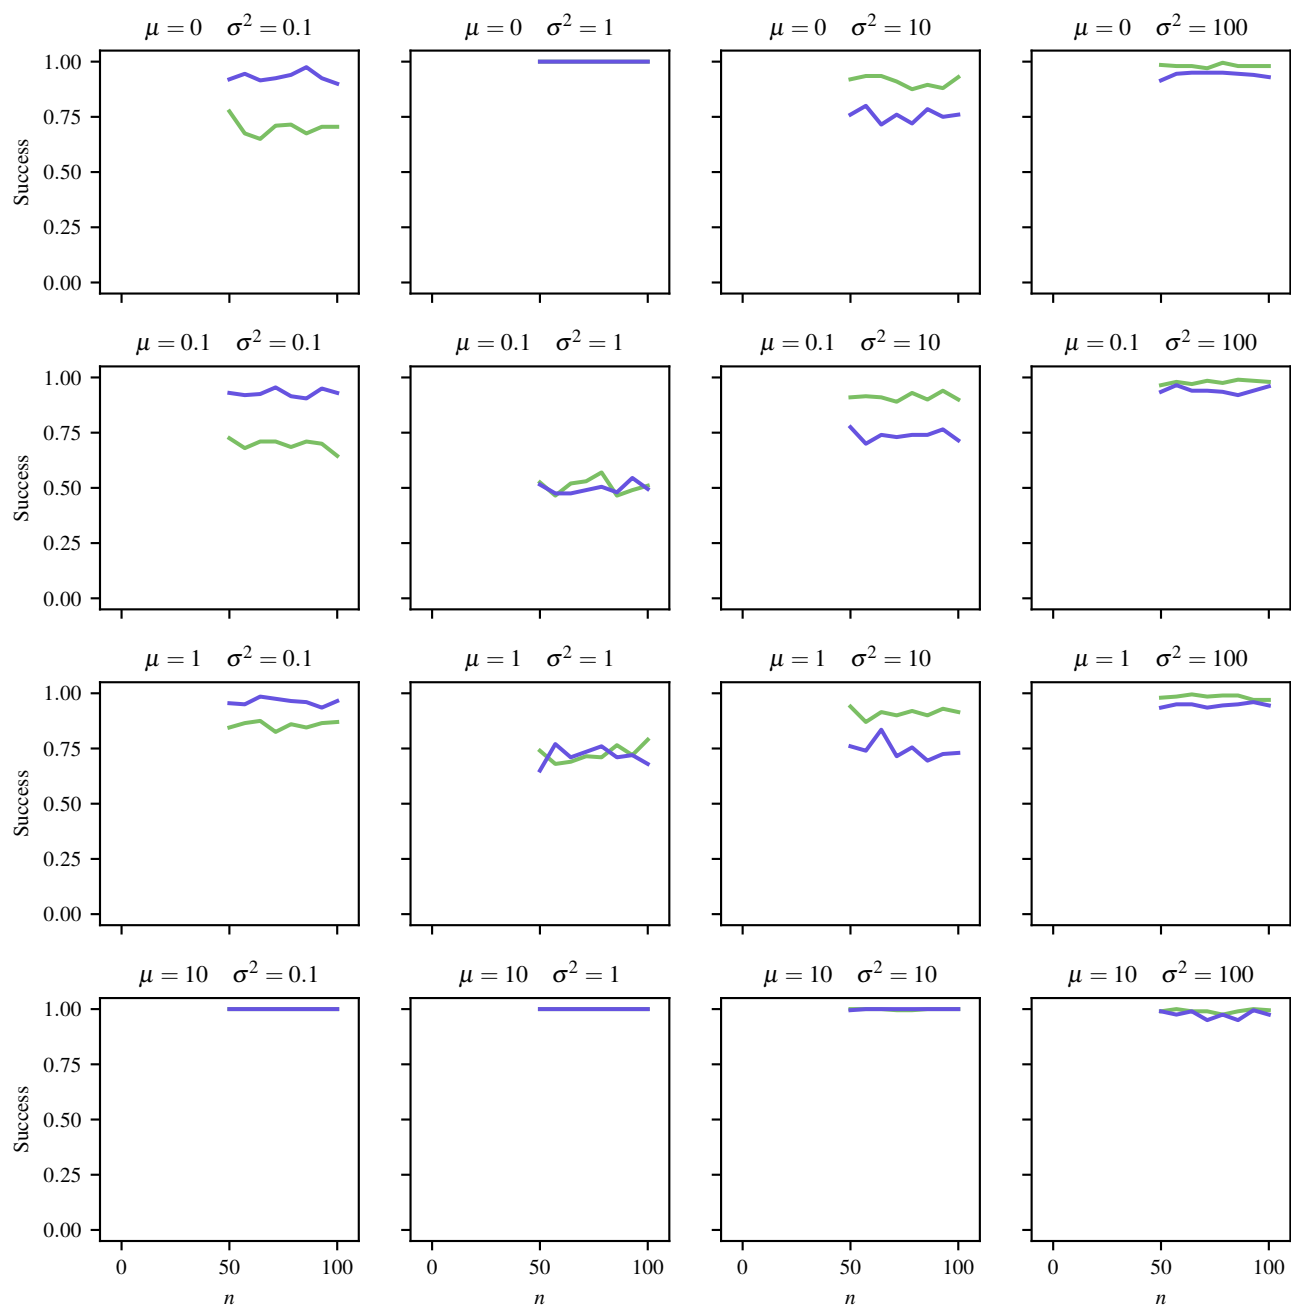 μ = 0 σ² = 0.1
μ = 0 σ² = 1
μ = 0 σ² = 10
μ = 0 σ² = 100
1.00
0.75
0.50
0.25
0.00
Success
μ = 0.1 σ² = 0.1
μ = 0.1 σ² = 1
μ = 0.1 σ² = 10
μ = 0.1 σ² = 100
1.00
0.75
0.50
0.25
0.00
Success
μ = 1 σ² = 0.1
μ = 1 σ² = 1
μ = 1 σ² = 10
μ = 1 σ² = 100
1.00
0.75
0.50
0.25
0.00
Success
μ = 10 σ² = 0.1
μ = 10 σ² = 1
μ = 10 σ² = 10
μ = 10 σ² = 100
1.00
0.75
0.50
0.25
0.00
Success
0 50 100
0 50 100
0 50 100
0 50 100
n
n
n
n